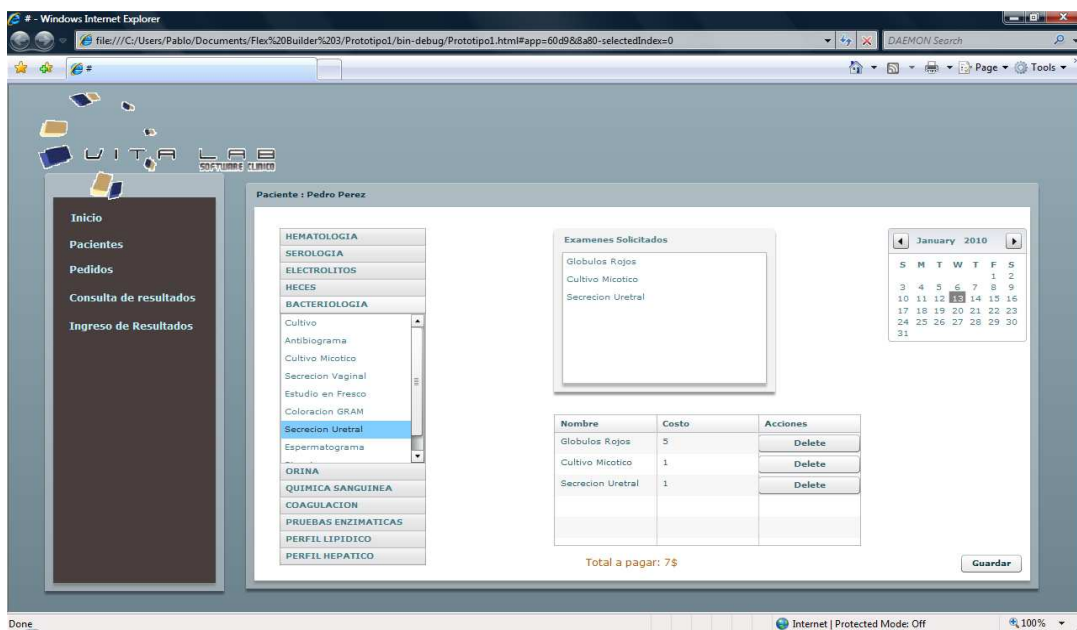 # - Windows Internet Explorer
file:///C:/Users/Pablo/Documents/Flex%20Builder%203/Prototipo1/bin-debug/Prototipo1.html#app=60d9&8a80-selectedIndex=0
DAEMON Search
#
Page
Tools
VITA LAB
SOFTWARE CLINICO
Inicio
Pacientes
Pedidos
Consulta de resultados
Ingreso de Resultados
Paciente : Pedro Perez
HEMATOLOGIA
SEROLOGIA
ELECTROLITOS
HECES
BACTERIOLOGIA
Cultivo
Antibiograma
Cultivo Micotico
Secrecion Vaginal
Estudio en Fresco
Coloracion GRAM
Secrecion Uretral
Espermatograma
ORINA
QUIMICA SANGUINEA
COAGULACION
PRUEBAS ENZIMATICAS
PERFIL LIPIDICO
PERFIL HEPATICO
Examenes Solicitados
Globulos Rojos
Cultivo Micotico
Secrecion Uretral
January 2010
S M T W T F S
1 2
3 4 5 6 7 8 9
10 11 12 13 14 15 16
17 18 19 20 21 22 23
24 25 26 27 28 29 30
31
Nombre Costo Acciones
Globulos Rojos 5 Delete
Cultivo Micotico 1 Delete
Secrecion Uretral 1 Delete
Total a pagar: 7$
Guardar
Done
Internet | Protected Mode: Off
100%